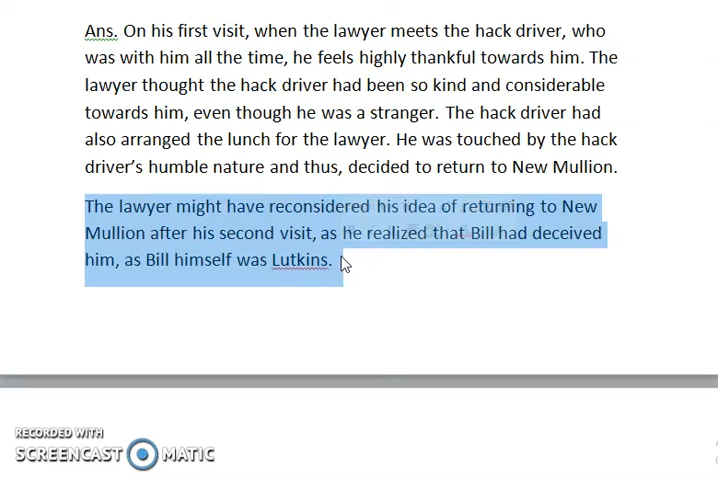 Ans. On his first visit, when the lawyer meets the hack driver, who
was with him all the time, he feels highly thankful towards him. The
lawyer thought the hack driver had been so kind and considerable
towards him, even though he was a stranger. The hack driver had
also arranged the lunch for the lawyer. He was touched by the hack
driver’s humble nature and thus, decided to return to New Mullion.
The lawyer might have reconsidered his idea of returning to New
Mullion after his second visit, as he realized that Bill had deceived
him, as Bill himself was Lutkins.
RECORDED WITH
SCREENCAST MATIC